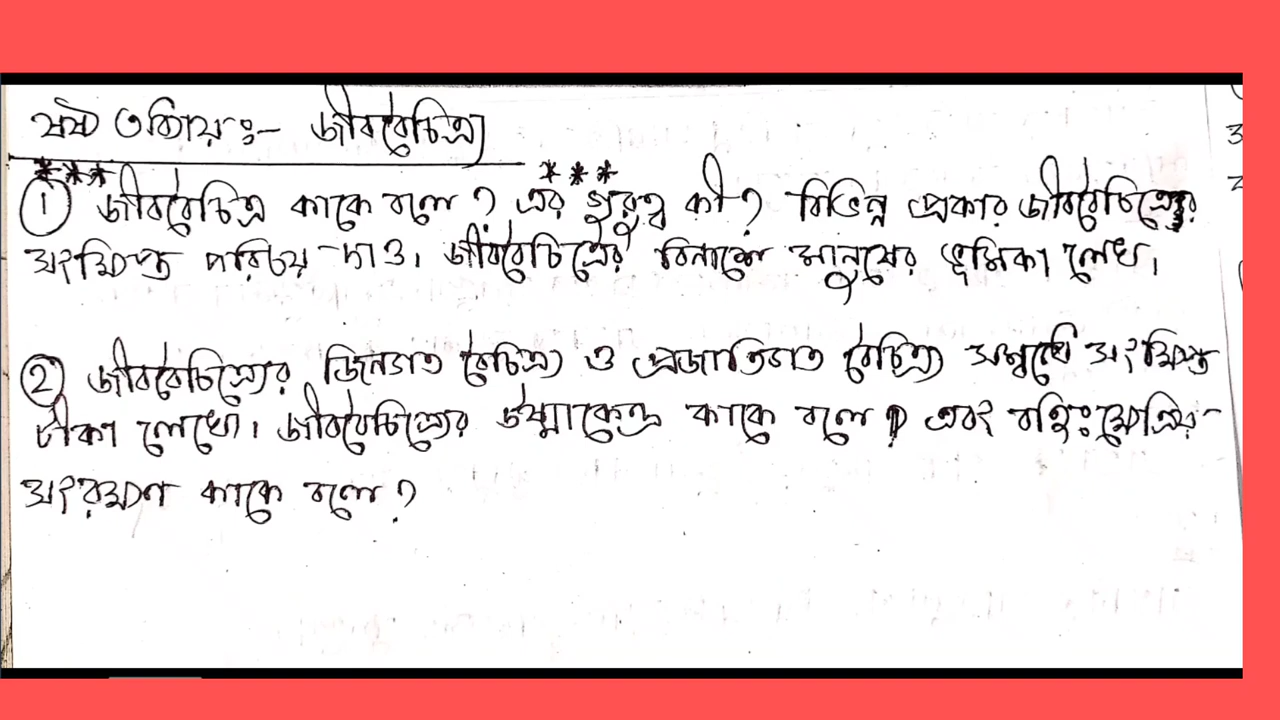 ষষ্ঠ অধ্যায়ঃ- জীববৈচিত্র্য
*** ***
① জীববৈচিত্র কাকে বলে? এর গুরুত্ব কী? বিভিন্ন প্রকার জীববৈচিত্রের
সংক্ষিপ্ত পরিচয় দাও। জীববৈচিত্রের বিনাশে মানুষের ভূমিকা লেখ।
② জীববৈচিত্র্যের জিনগত বৈচিত্র্য ও প্রজাতিগত বৈচিত্র্য সম্বন্ধে সংক্ষিপ্ত
টীকা লেখো। জীববৈচিত্র্যের উষ্মাকেন্দ্র কাকে বলে? এবং বহিঃক্ষেত্রিয়-
সংরক্ষণ কাকে বলে?